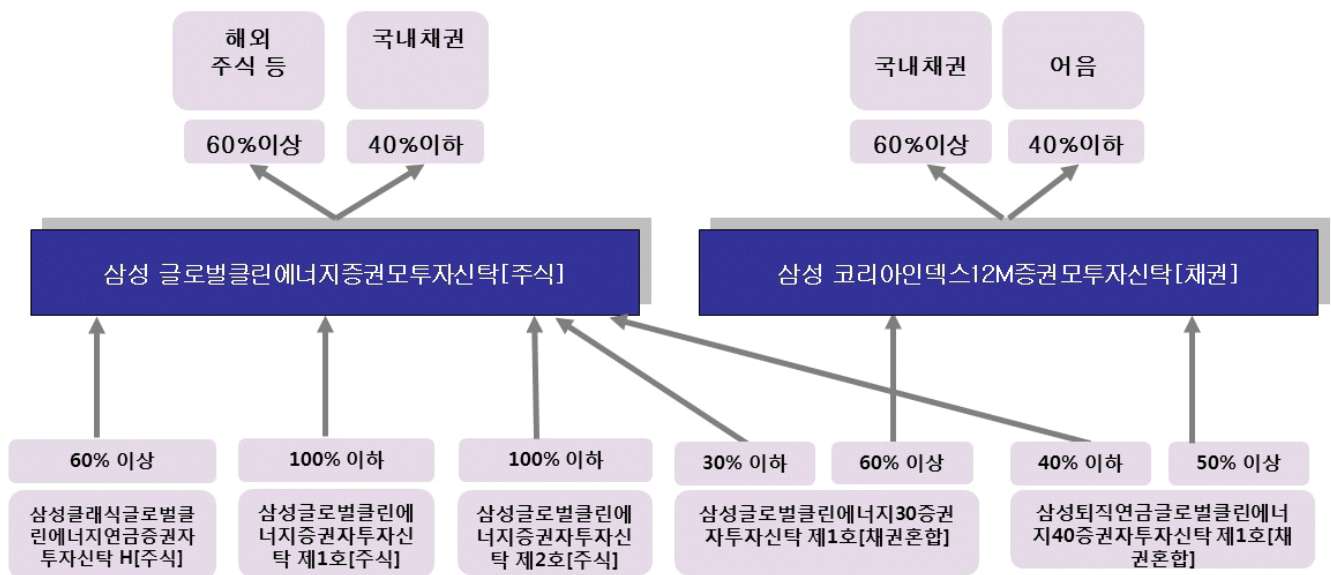 해외
주식 등
국내채권
국내채권
어음
60%이상
40%이하
60%이상
40%이하
삼성 글로벌클린에너지증권모투자신탁[주식]
삼성 코리아인덱스12M증권모투자신탁[채권]
60% 이상
100% 이하
100% 이하
30% 이하
60% 이상
40% 이하
50% 이상
삼성클래식글로벌클
린에너지연금증권자
투자신탁 H[주식]
삼성글로벌클린에
너지증권자투자신
탁 제1호[주식]
삼성글로벌클린에
너지증권자투자신
탁 제2호[주식]
삼성글로벌클린에너지30증권
자투자신탁 제1호[채권혼합]
삼성퇴직연금글로벌클린에너
지40증권자투자신탁 제1호[채
권혼합]